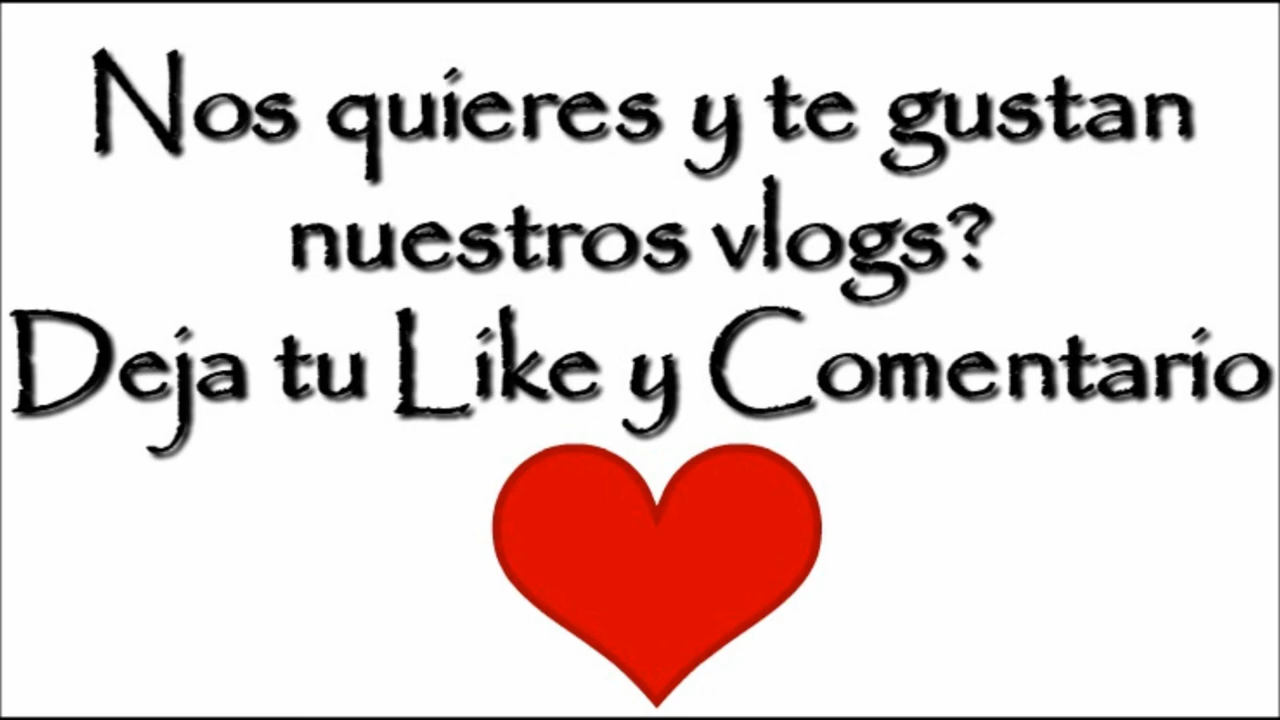 Nos quieres y te gustan
nuestros vlogs?
Deja tu Like y Comentario